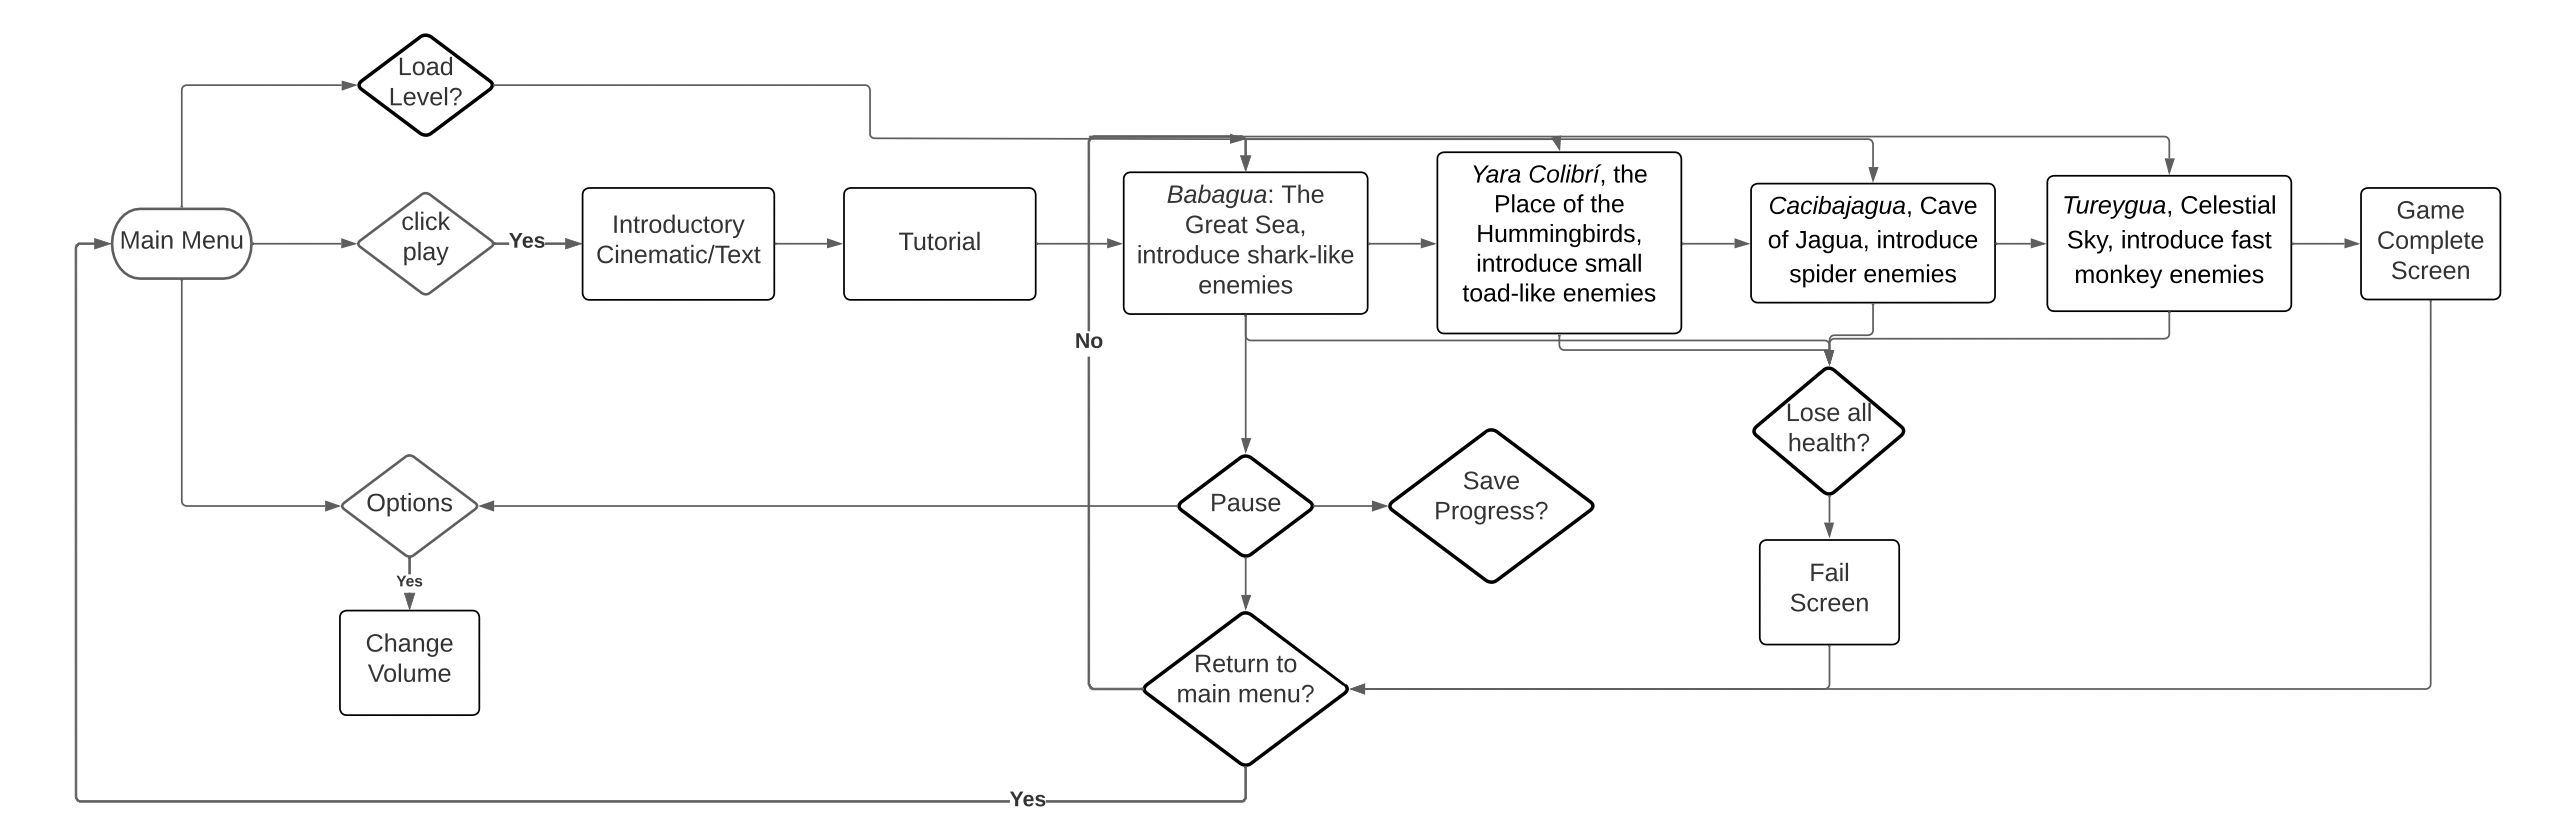 Load
Level?
Main Menu
click
play
Yes
Introductory
Cinematic/Text
Tutorial
Babagua: The
Great Sea,
introduce shark-like
enemies
Yara Colibrí, the
Place of the
Hummingbirds,
introduce small
toad-like enemies
Cacibajagua, Cave
of Jagua, introduce
spider enemies
Tureygua, Celestial
Sky, introduce fast
monkey enemies
Game
Complete
Screen
No
Lose all
health?
Options
Pause
Save
Progress?
Yes
Fail
Screen
Change
Volume
Return to
main menu?
Yes